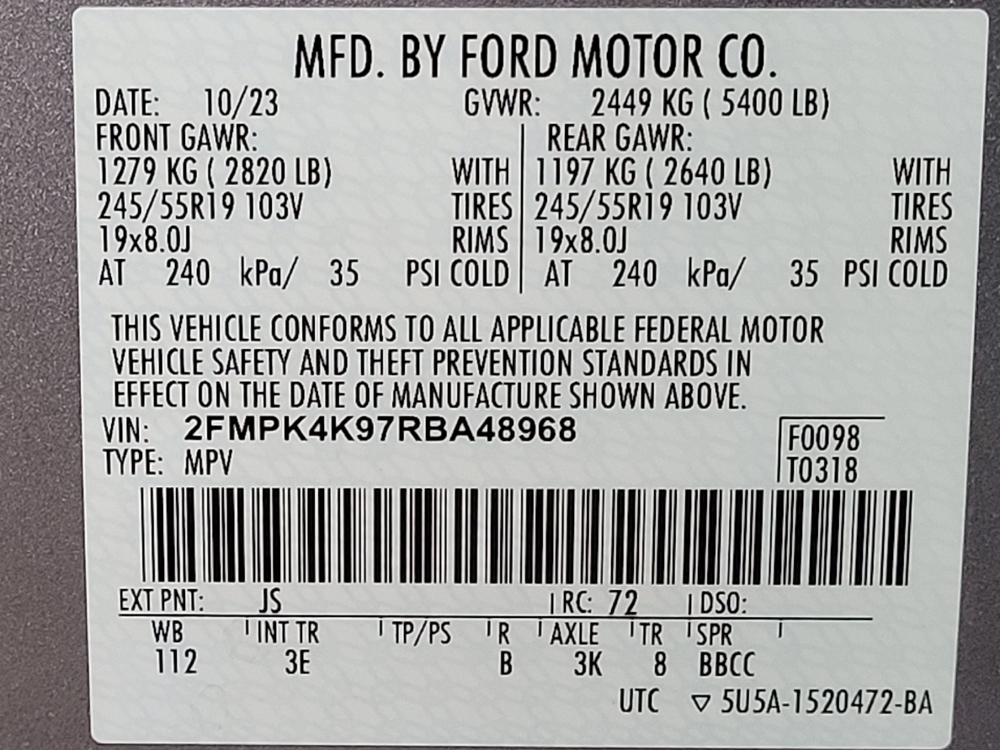 MFD. BY FORD MOTOR CO.
DATE: 10/23 GVWR: 2449 KG ( 5400 LB)
FRONT GAWR: REAR GAWR:
1279 KG ( 2820 LB) WITH 1197 KG ( 2640 LB) WITH
245/55R19 103V TIRES 245/55R19 103V TIRES
19x8.0J RIMS 19x8.0J RIMS
AT 240 kPa/ 35 PSI COLD AT 240 kPa/ 35 PSI COLD
THIS VEHICLE CONFORMS TO ALL APPLICABLE FEDERAL MOTOR
VEHICLE SAFETY AND THEFT PREVENTION STANDARDS IN
EFFECT ON THE DATE OF MANUFACTURE SHOWN ABOVE.
VIN: 2FMPK4K97RBA48968 F0098
TYPE: MPV T0318
EXT PNT: JS RC: 72 DSO:
WB INT TR TP/PS R AXLE TR SPR
112 3E B 3K 8 BBCC
UTC ▽ 5U5A-1520472-BA